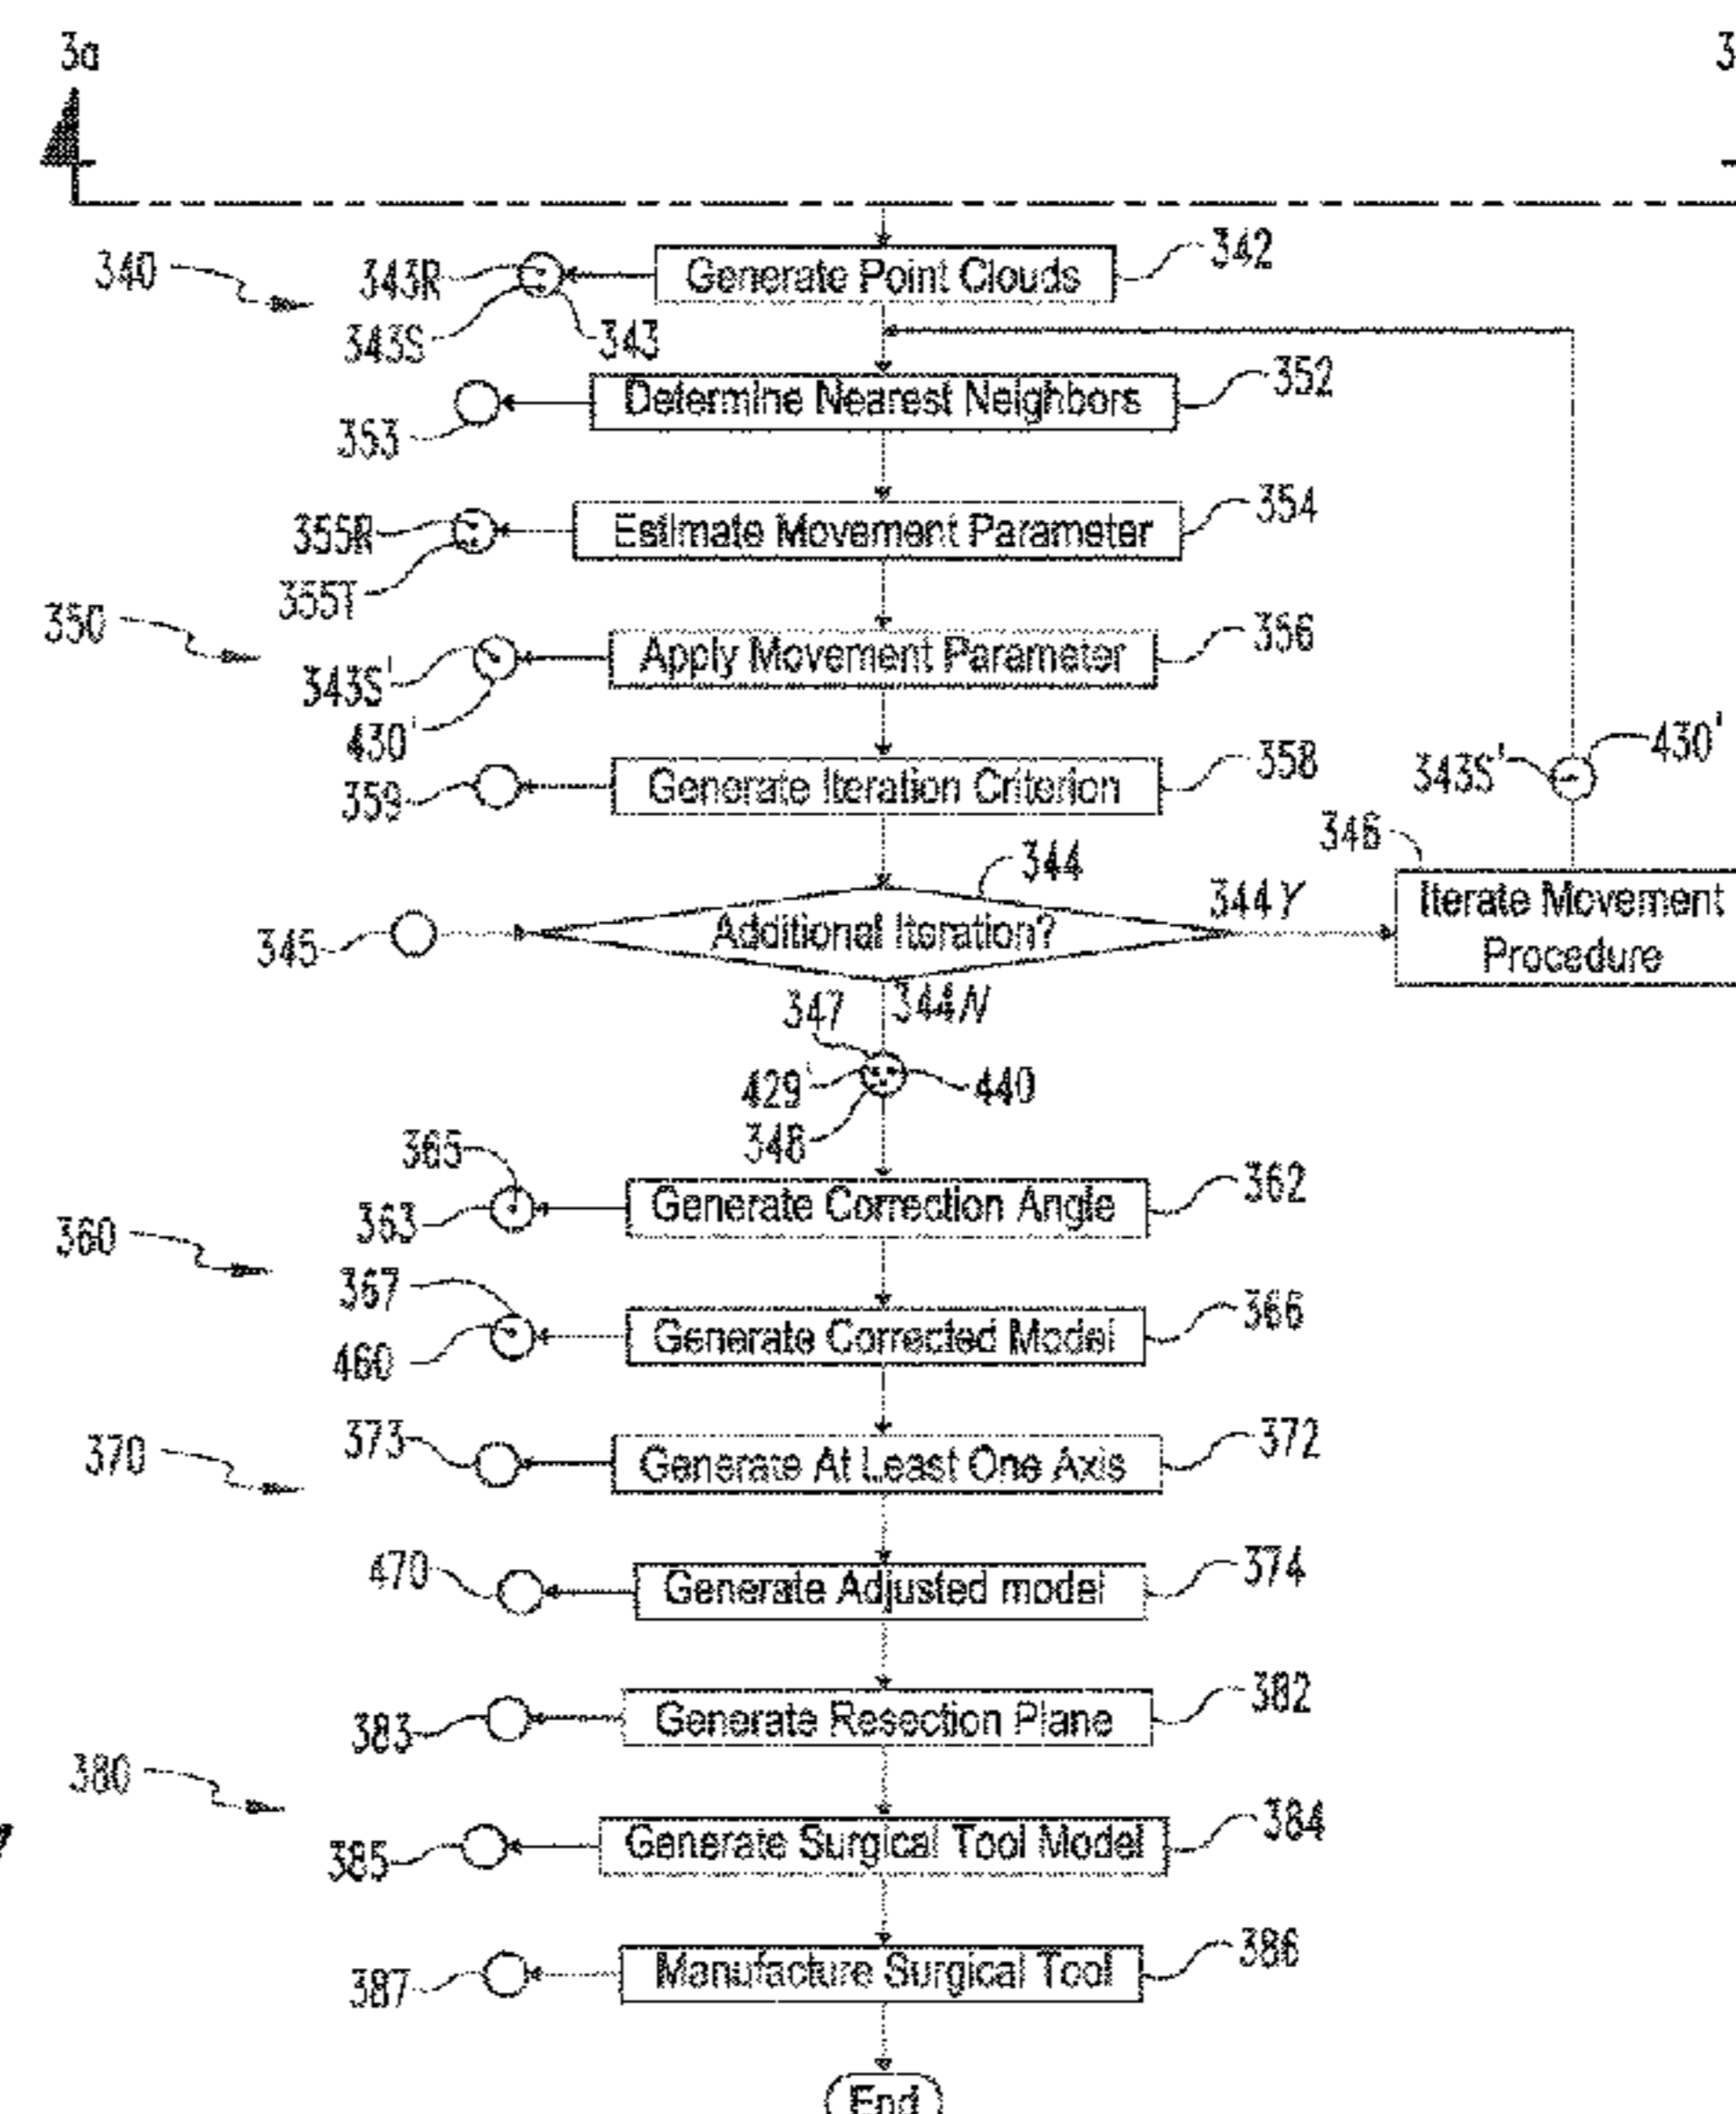 3a
3
340
343R
343S
343
Generate Point Clouds
342
353
Determine Nearest Neighbors
352
355R
355T
Estimate Movement Parameter
354
350
343S'
430'
Apply Movement Parameter
356
359
Generate Iteration Criterion
358
343S'
430'
346
Iterate Movement
Procedure
344
345
Additional Iteration?
344Y
344N
347
429'
440
348
365
363
Generate Correction Angle
362
360
367
460
Generate Corrected Model
366
370
373
Generate At Least One Axis
372
470
Generate Adjusted model
374
383
Generate Resection Plane
382
380
385
Generate Surgical Tool Model
384
387
Manufacture Surgical Tool
386
End